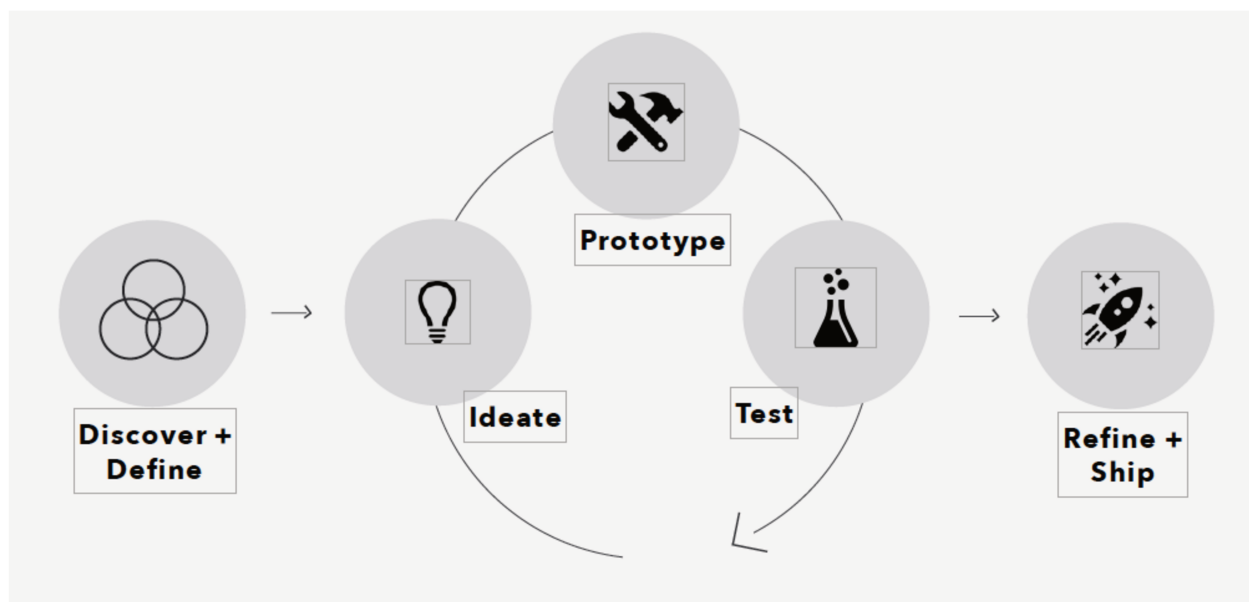 Discover +
Define
Ideate
Prototype
Test
Refine +
Ship